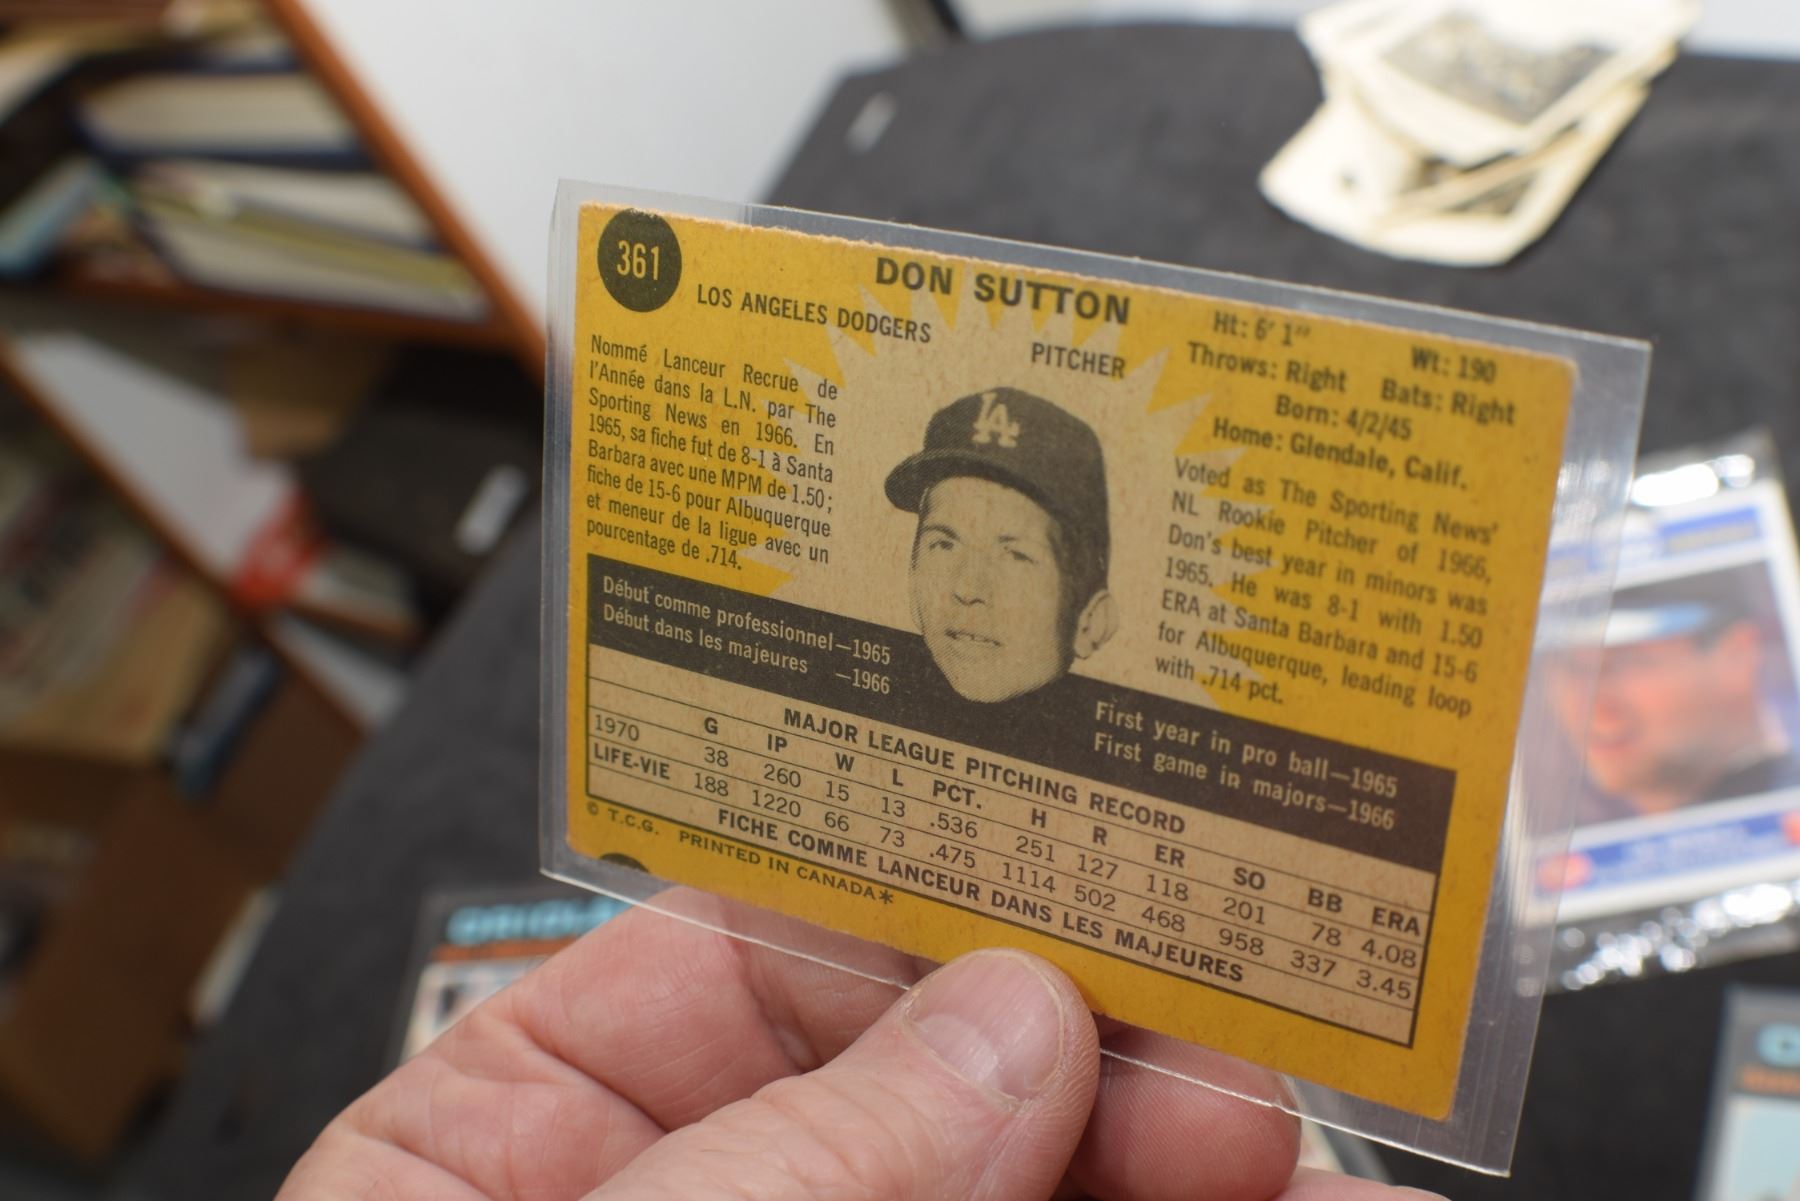 361
DON SUTTON
LOS ANGELES DODGERS
PITCHER
Ht: 6' 1"
Wt: 190
Throws: Right Bats: Right
Born: 4/2/45
Home: Glendale, Calif.
Nommé Lanceur Recrue de
l'Année dans la L.N. par The
Sporting News en 1966. En
1965, sa fiche fut de 8-1 à Santa
Barbara avec une MPM de 1.50;
fiche de 15-6 pour Albuquerque
et meneur de la ligue avec un
pourcentage de .714.
LA
Voted as The Sporting News'
NL Rookie Pitcher of 1966,
Don's best year in minors was
1965. He was 8-1 with 1.50
ERA at Santa Barbara and 15-6
for Albuquerque, leading loop
with .714 pct.
Début comme professionnel—1965
Début dans les majeures —1966
First year in pro ball—1965
First game in majors—1966
MAJOR LEAGUE PITCHING RECORD
G IP W L PCT. H R ER SO BB ERA
1970 38 260 15 13 .536 251 127 118 201 78 4.08
LIFE-VIE 188 1220 66 73 .475 1114 502 468 958 337 3.45
FICHE COMME LANCEUR DANS LES MAJEURES
© T.C.G. PRINTED IN CANADA*